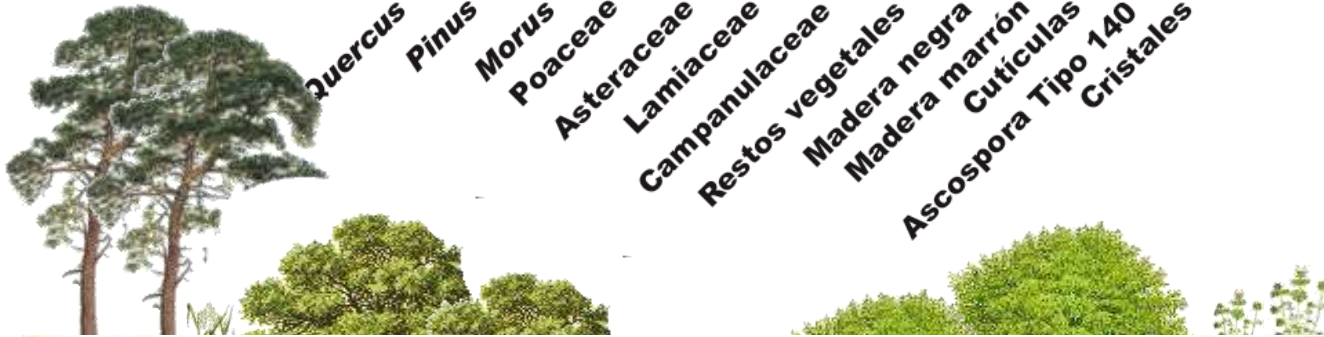 Quercus
Pinus
Morus
Poaceae
Asteraceae
Lamiaceae
Campanulaceae
Restos vegetales
Madera negra
Madera marrón
Cutículas
Ascospora Tipo 140
Cristales